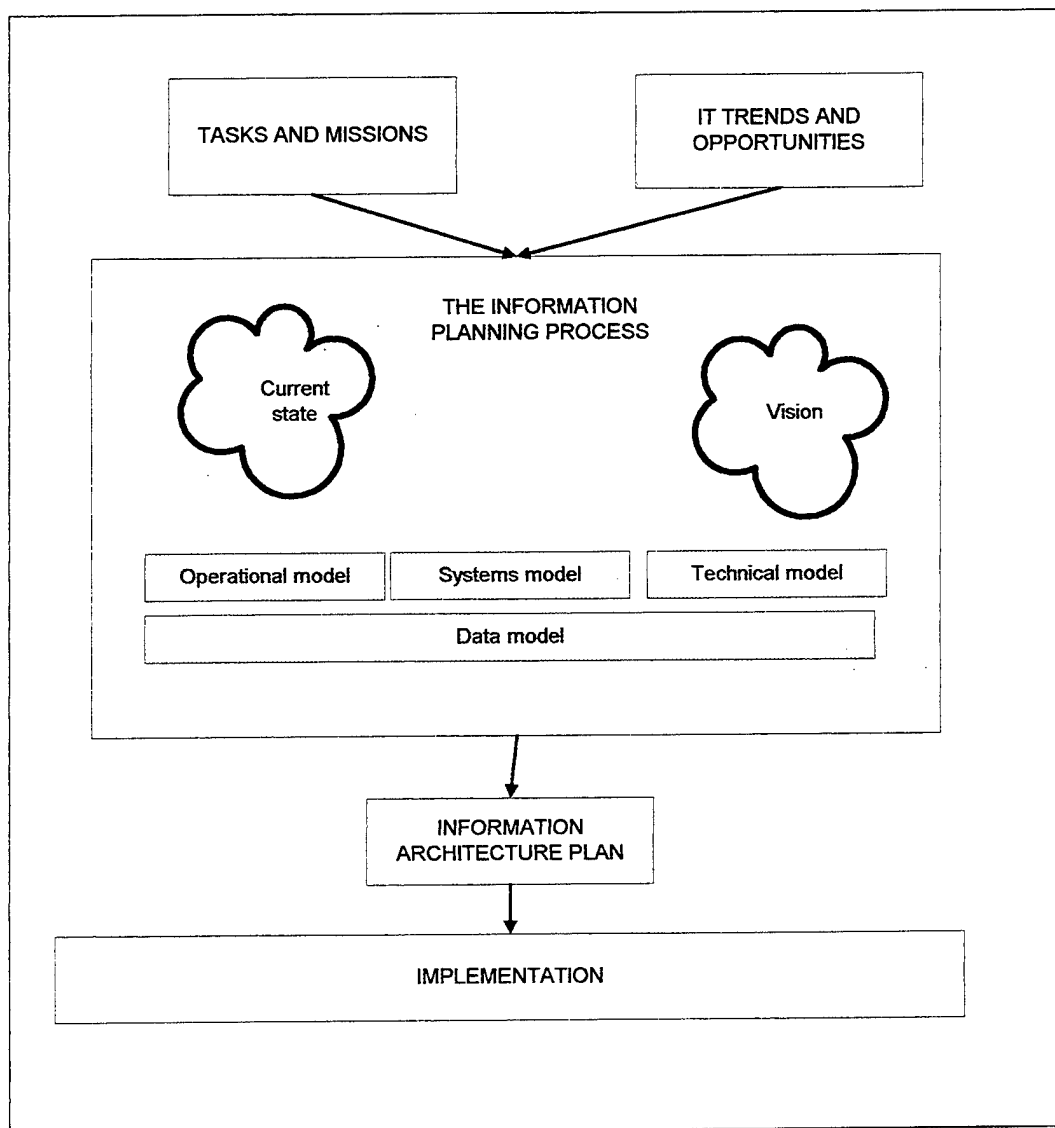 TASKS AND MISSIONS
IT TRENDS AND
OPPORTUNITIES
THE INFORMATION
PLANNING PROCESS
Current
state
Vision
Operational model
Systems model
Technical model
Data model
INFORMATION
ARCHITECTURE PLAN
IMPLEMENTATION